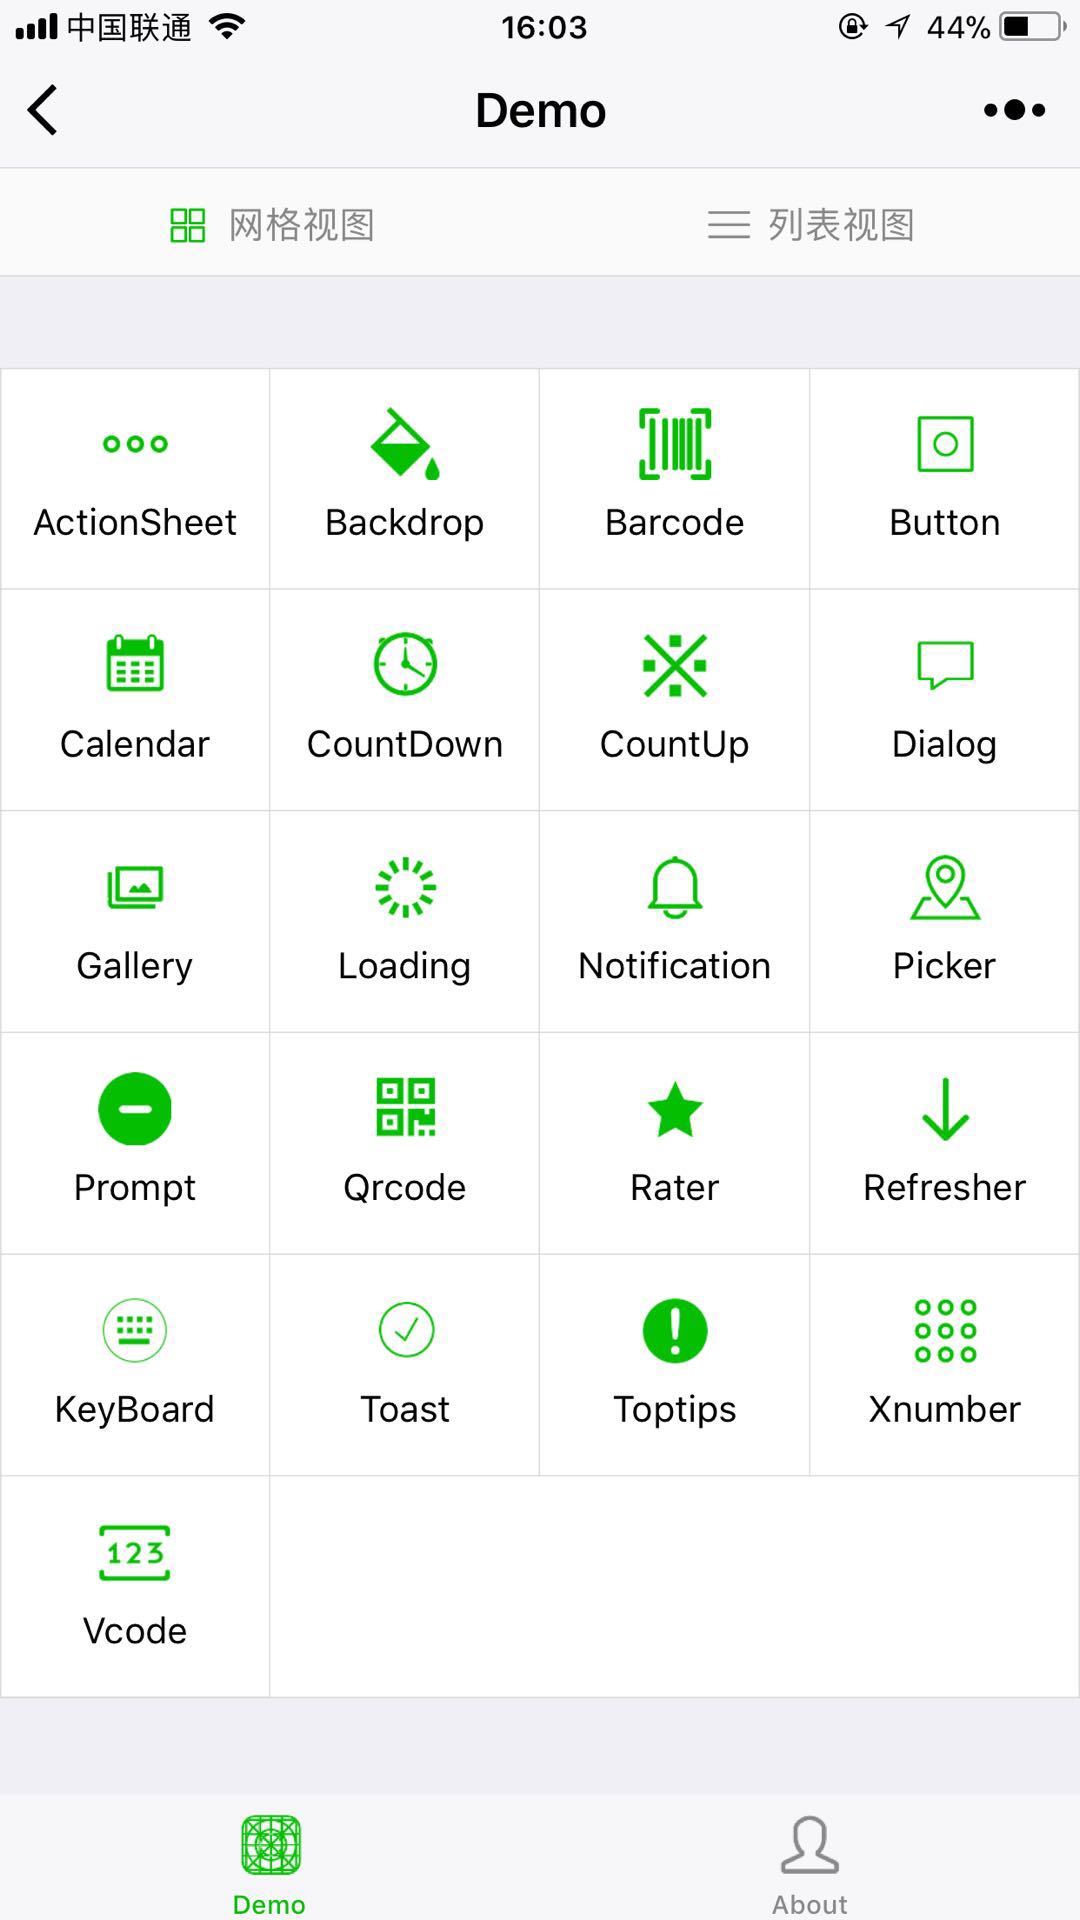 中国联通 16:03 44%
Demo
网格视图 列表视图
ActionSheet Backdrop Barcode Button
Calendar CountDown CountUp Dialog
Gallery Loading Notification Picker
Prompt Qrcode Rater Refresher
KeyBoard Toast Toptips Xnumber
123
Vcode
Demo About